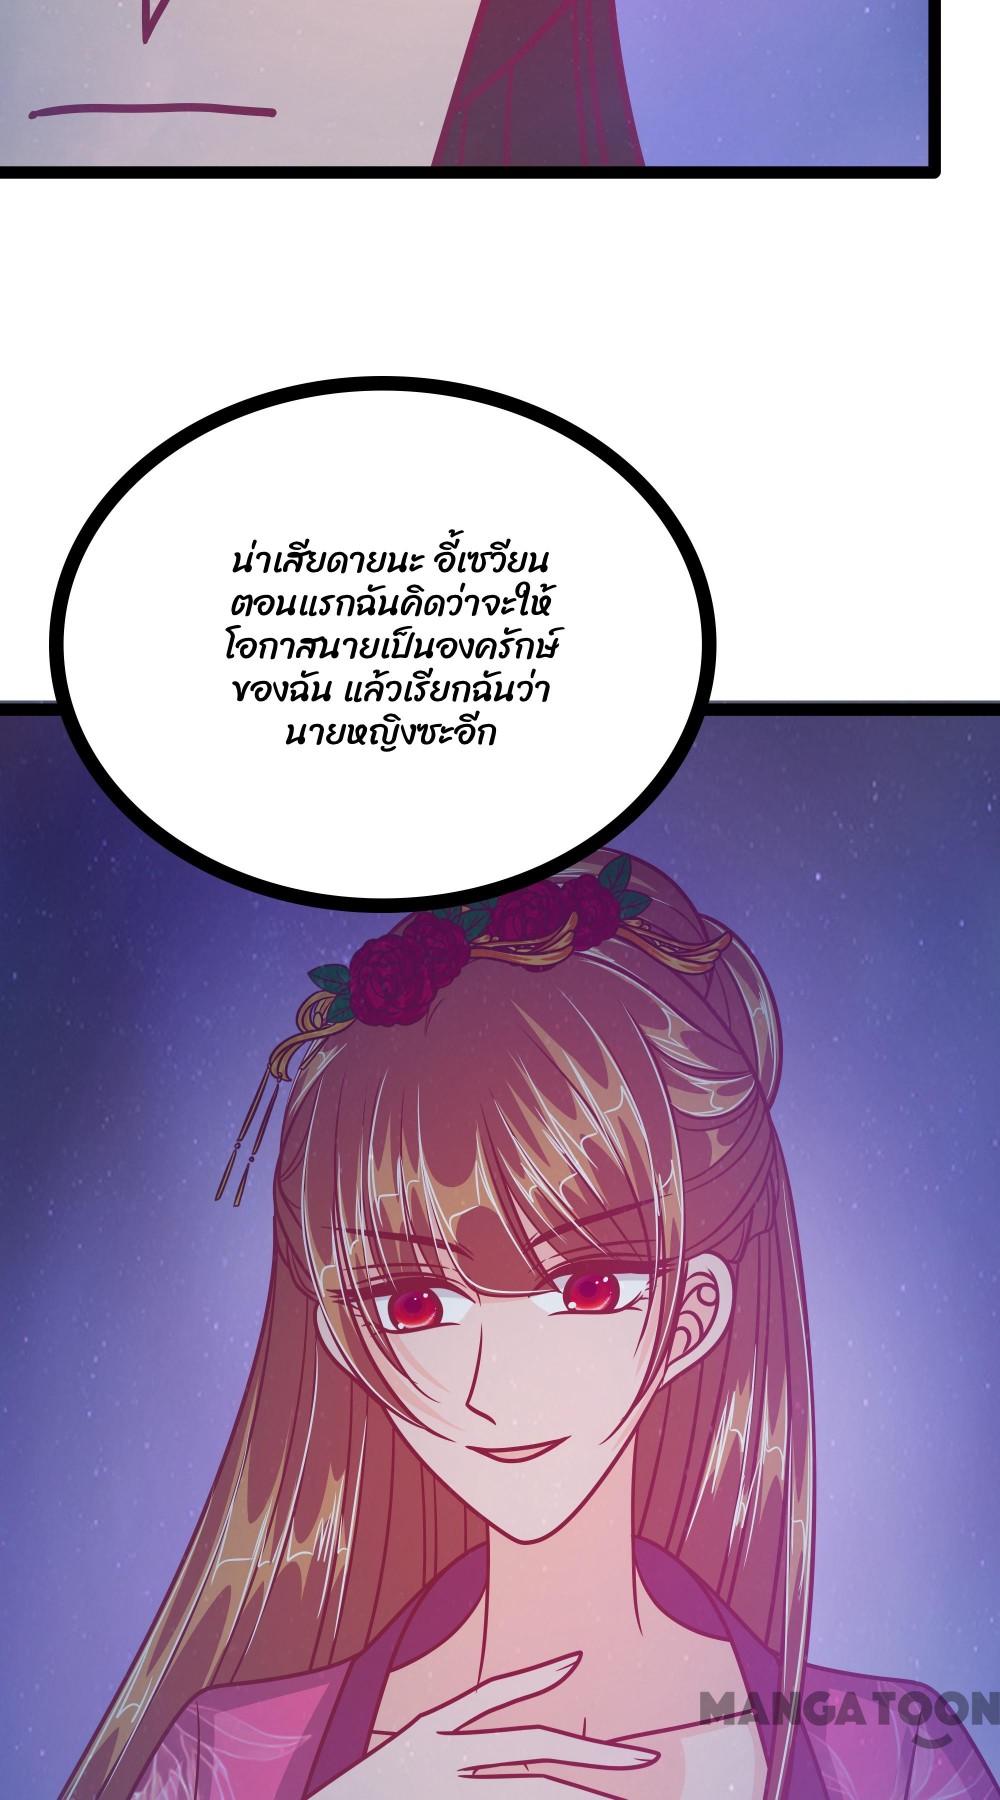 น่าเสียดายนะ อี้เซวียน
ตอนแรกฉันคิดว่าจะให้
โอกาสนายเป็นองครักษ์
ของฉัน แล้วเรียกฉันว่า
นายหญิงซะอีก
MANGA TOON